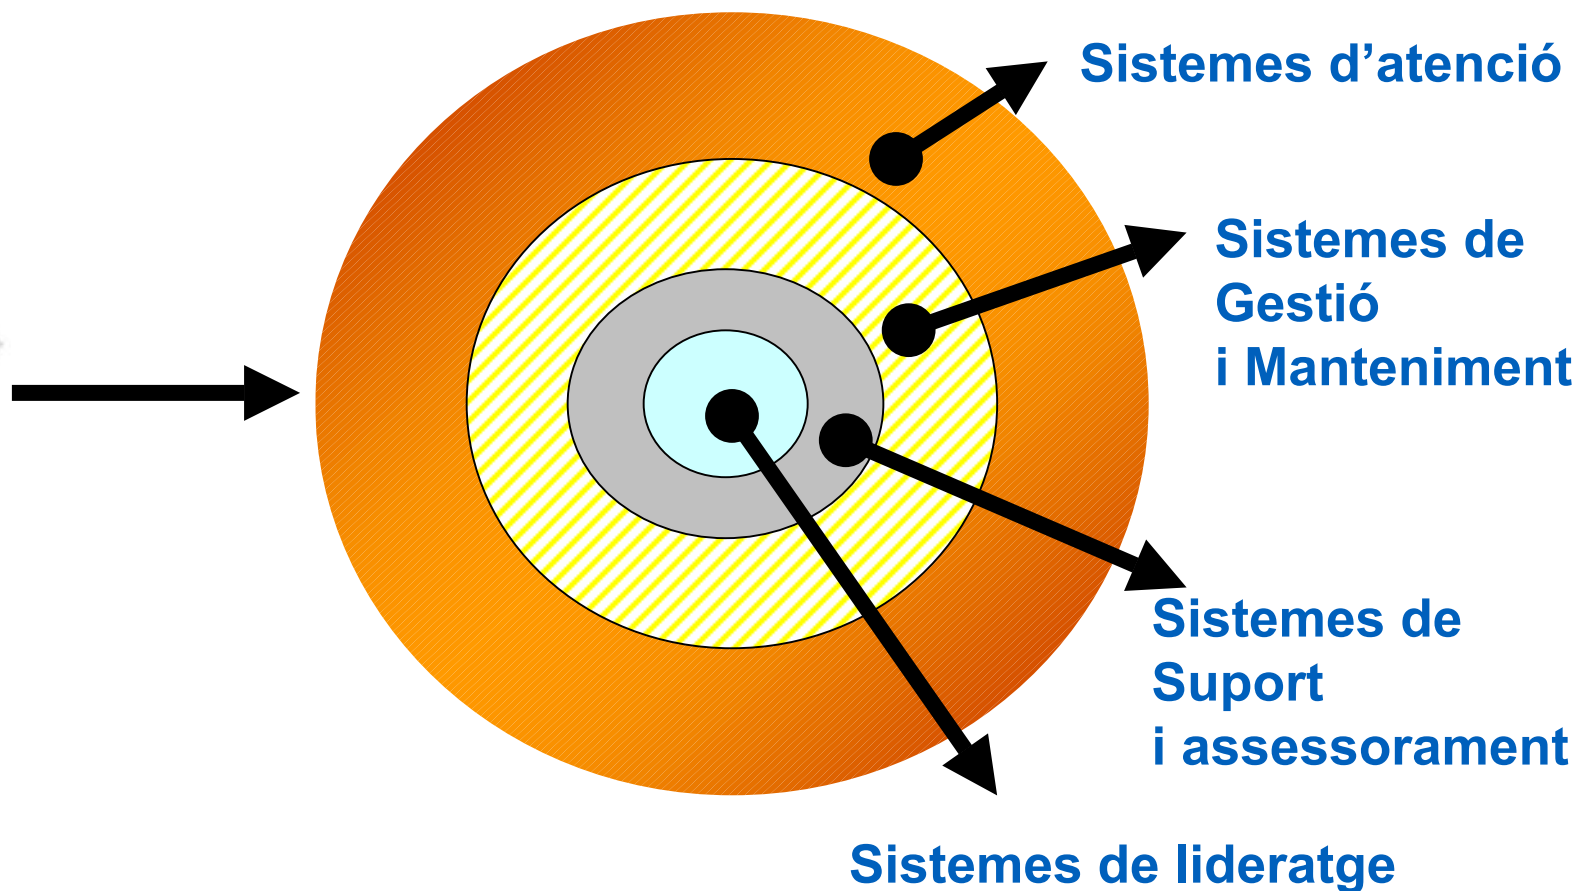 Sistemes d’atenció
Sistemes de
Gestió
i Manteniment
Sistemes de
Suport
i assessorament
Sistemes de lideratge